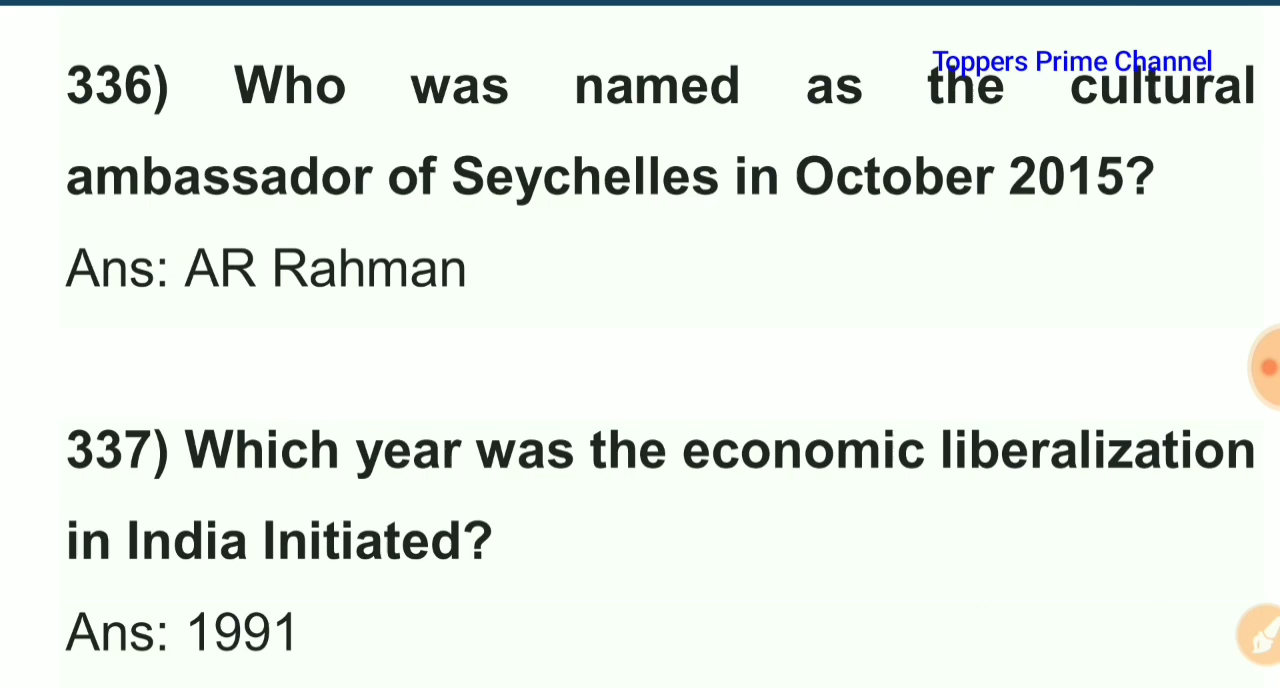 Toppers Prime Channel
336) Who was named as the cultural
ambassador of Seychelles in October 2015?
Ans: AR Rahman
337) Which year was the economic liberalization
in India Initiated?
Ans: 1991